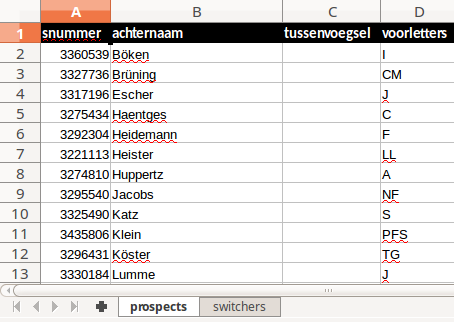 A B C D
1 snummer achternaam tussenvoegsel voorletters
2 3360539 Böken I
3 3327736 Brüning CM
4 3317196 Escher J
5 3275434 Haentges C
6 3292304 Heidemann F
7 3221113 Heister LL
8 3274810 Huppertz A
9 3295540 Jacobs NF
10 3325490 Katz S
11 3435806 Klein PFS
12 3296431 Köster TG
13 3330184 Lumme J
prospects switchers